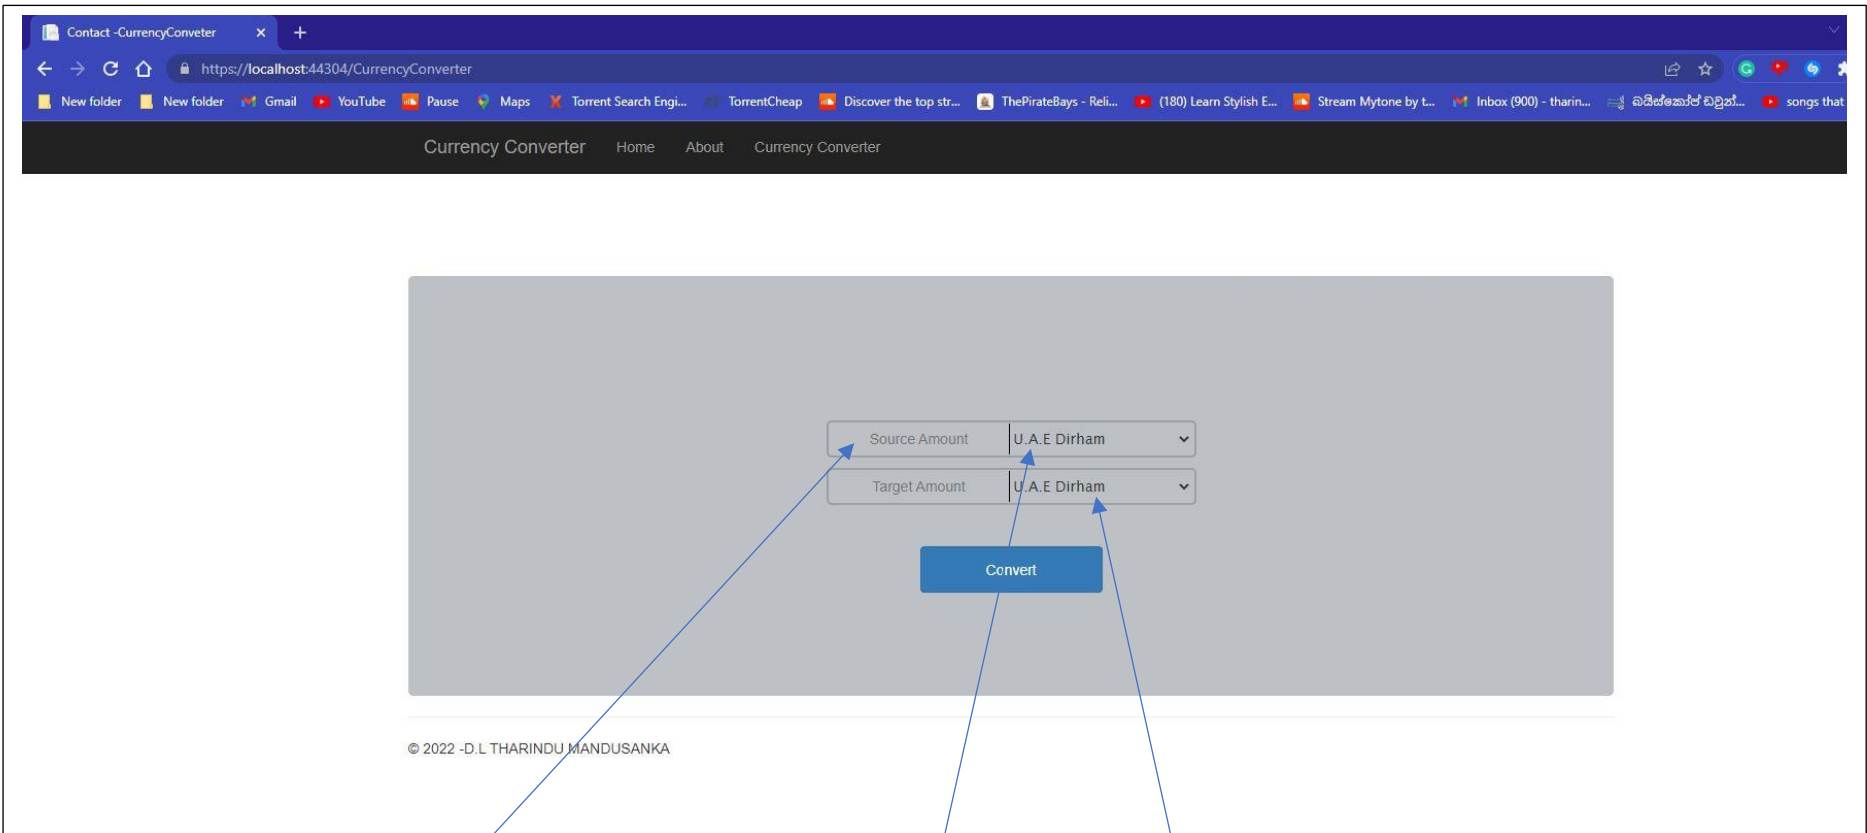 Contact -CurrencyConveter
https://localhost:44304/CurrencyConverter
New folder New folder Gmail YouTube Pause Maps Torrent Search Engi... TorrentCheap Discover the top str... ThePirateBays - Reli... (180) Learn Stylish E... Stream Mytone by t... Inbox (900) - tharin... බයිස්කෝප් ඩවුන්... songs that
Currency Converter Home About Currency Converter
Source Amount U.A.E Dirham
Target Amount U.A.E Dirham
Convert
© 2022 -D.L THARINDU MANDUSANKA